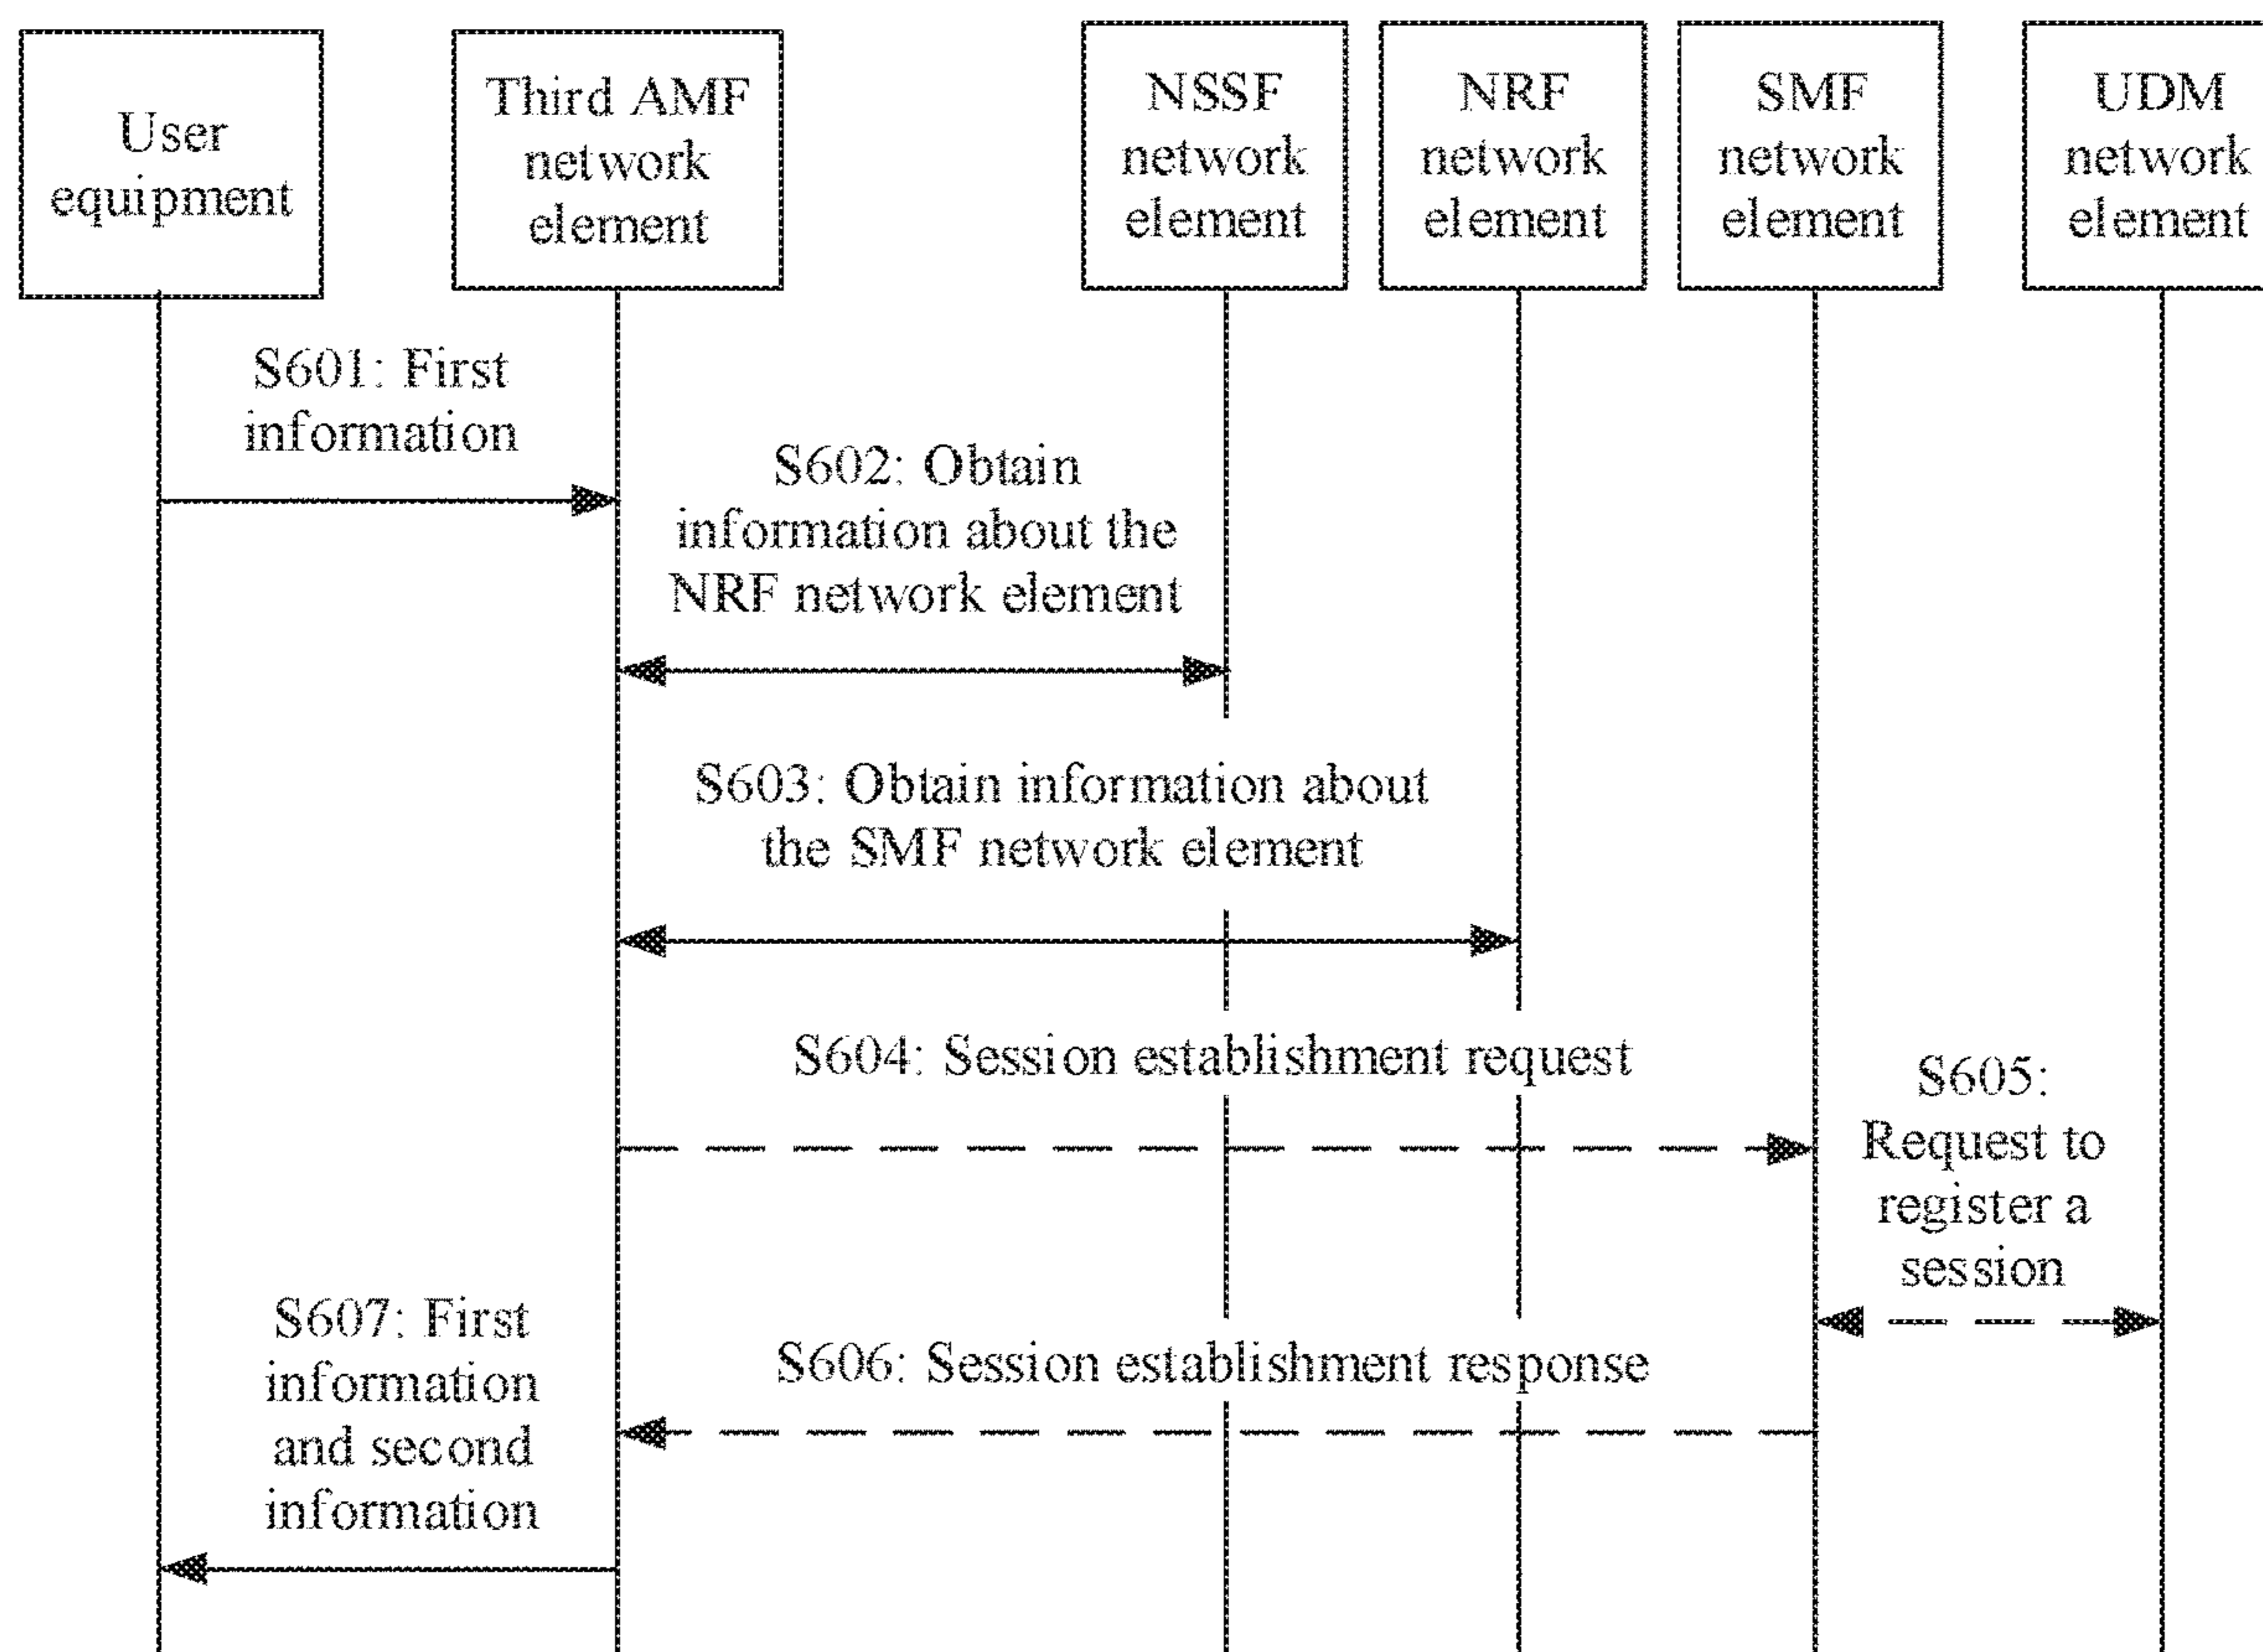 User
equipment
Third AMF
network
element
NSSF
network
element
NRF
network
element
SMF
network
element
UDM
network
element
S601: First
information
S602: Obtain
information about the
NRF network element
S603: Obtain information about
the SMF network element
S604: Session establishment request
S605:
Request to
register a
session
S606: Session establishment response
S607: First
information
and second
information